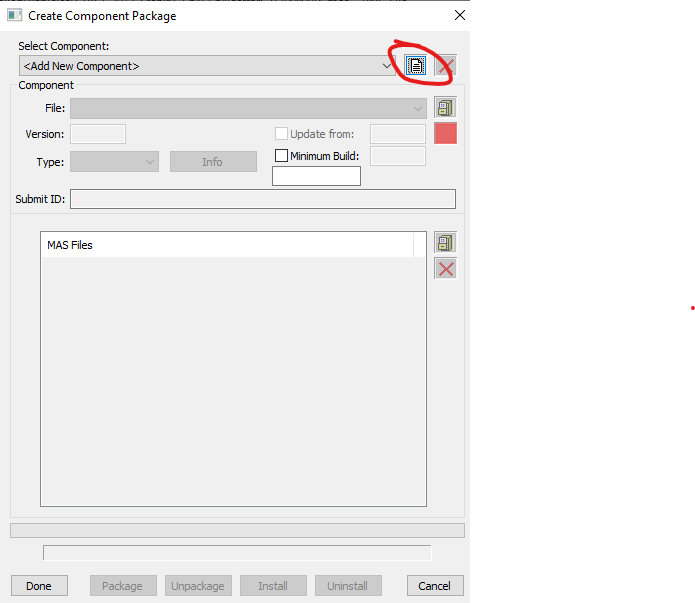 Create Component Package
Select Component:
<Add New Component>
Component
File:
Version:
Update from:
Type:
Info
Minimum Build:
Submit ID:
MAS Files
Done
Package
Unpackage
Install
Uninstall
Cancel